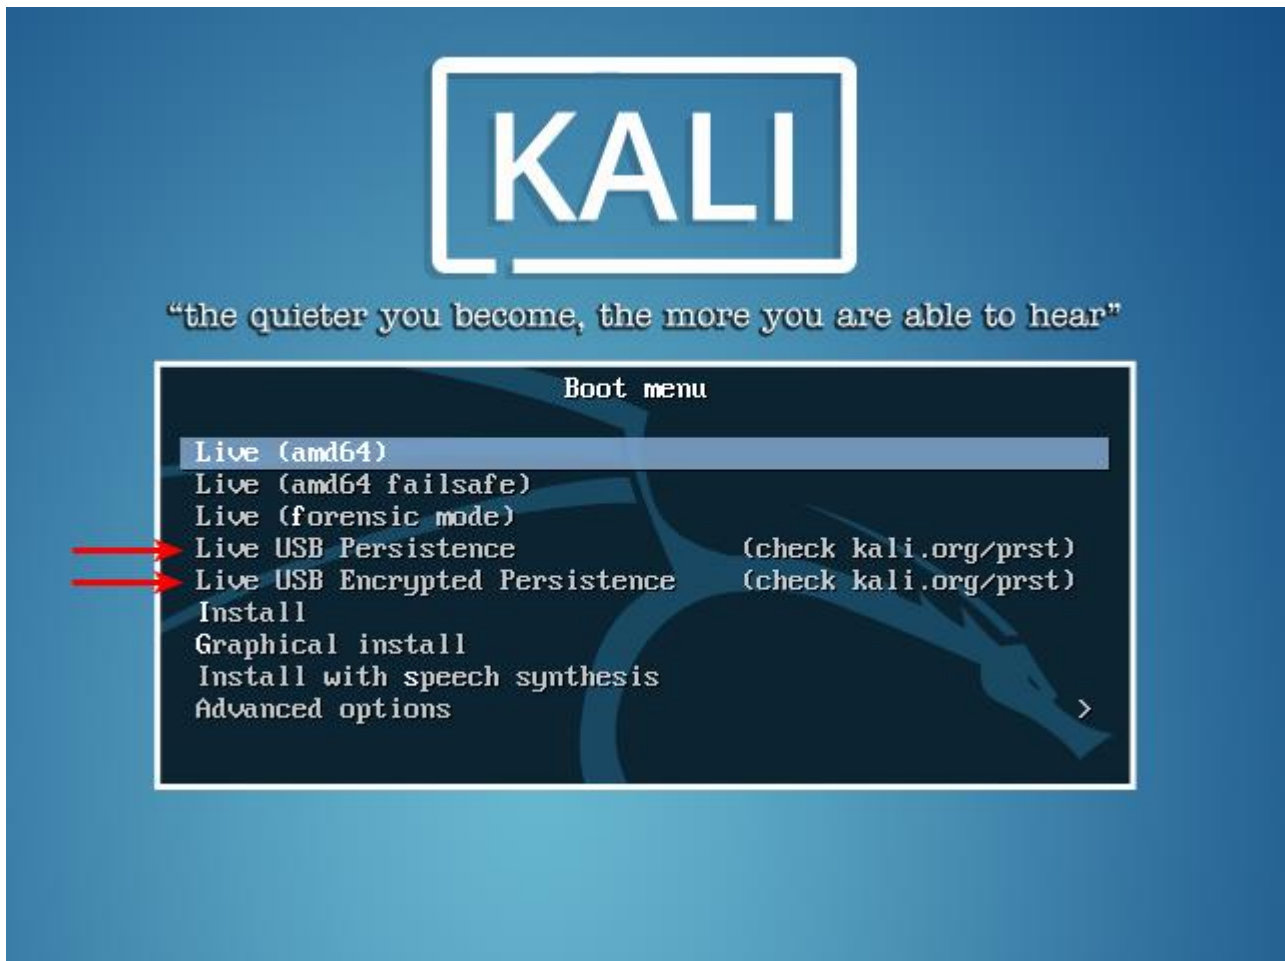 KALI
“the quieter you become, the more you are able to hear”
Boot menu
Live (amd64)
Live (amd64 failsafe)
Live (forensic mode)
Live USB Persistence (check kali.org/prst)
Live USB Encrypted Persistence (check kali.org/prst)
Install
Graphical install
Install with speech synthesis
Advanced options >